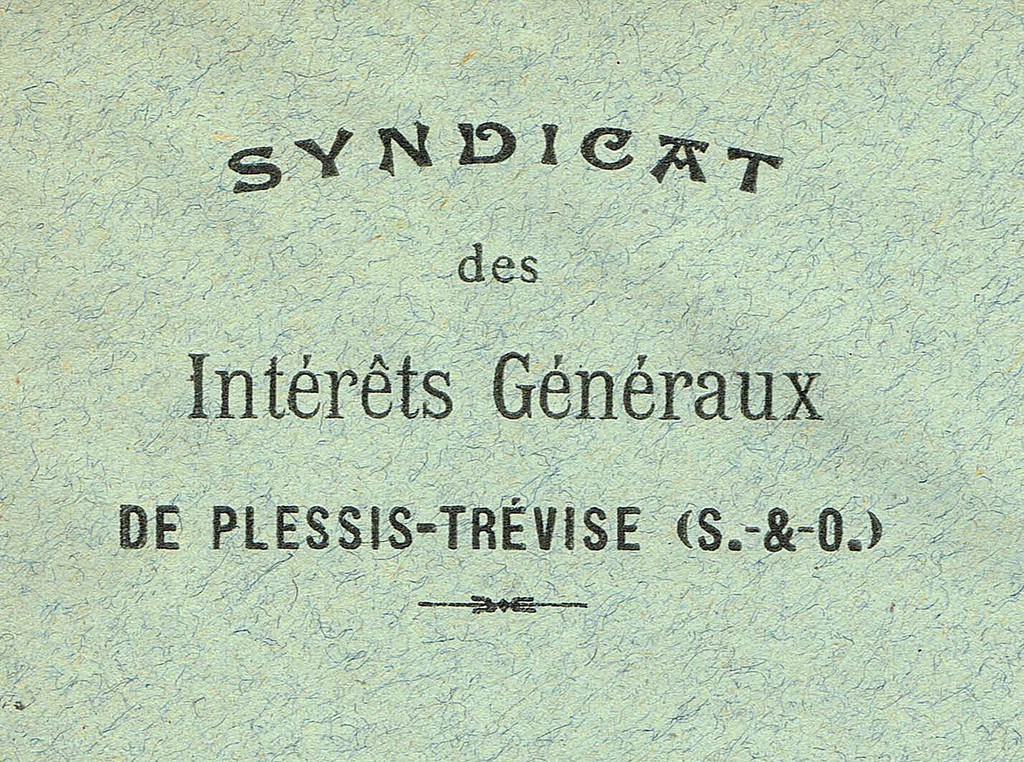 SYNDICAT
des
Intérêts Généraux
DE PLESSIS-TRÉVISE (S.-&-O.)